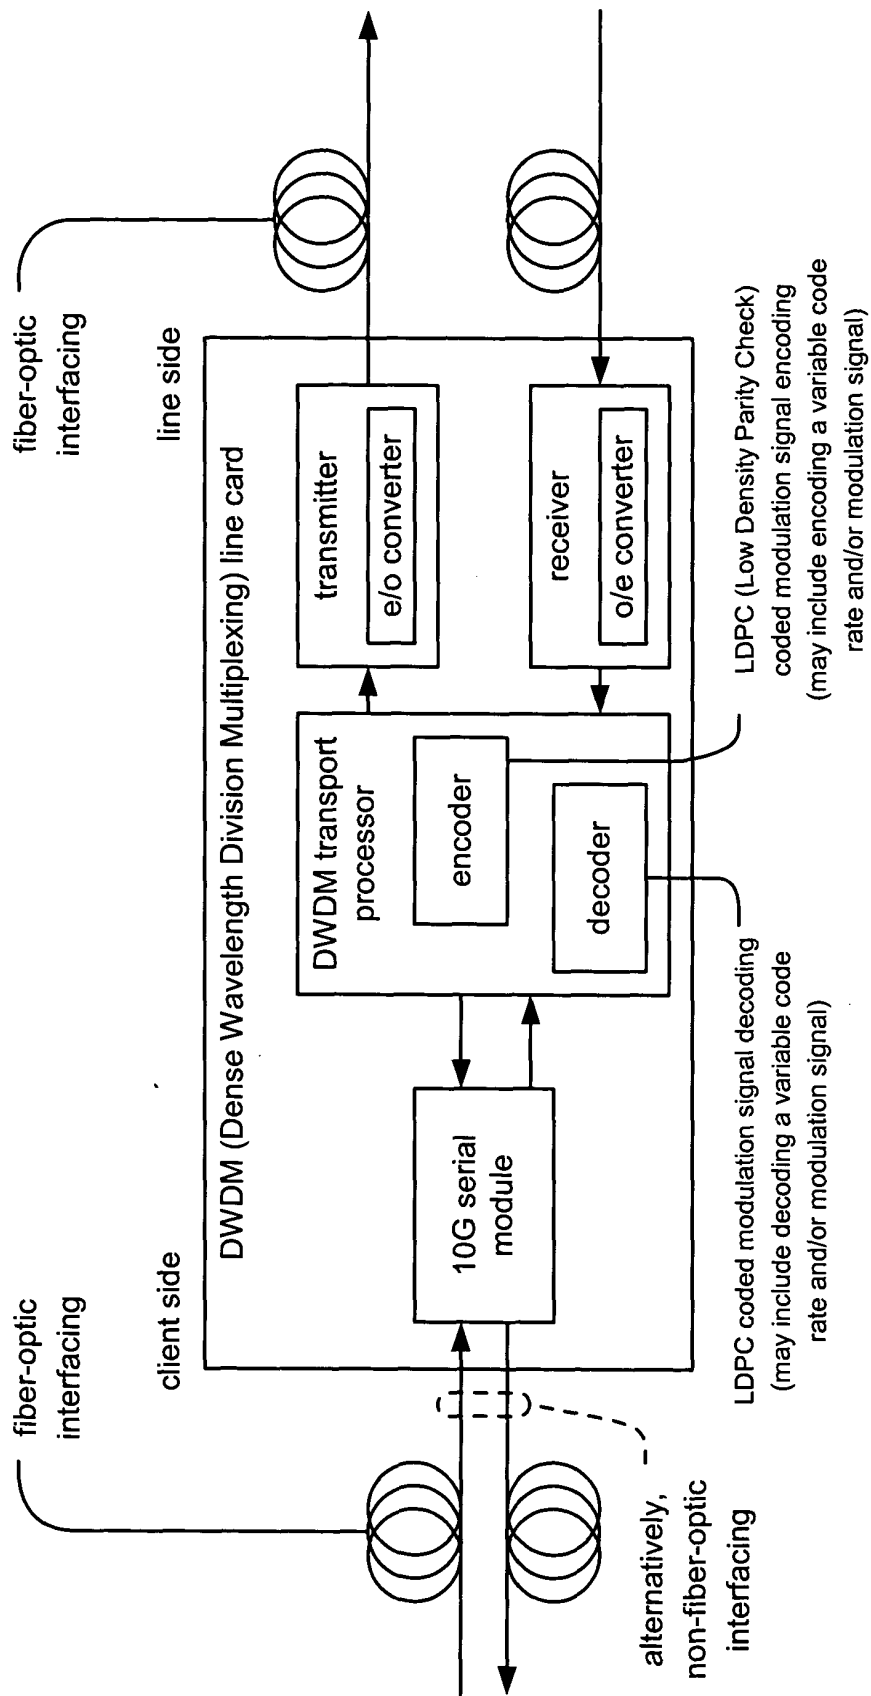 fiber-optic
interfacing
fiber-optic
interfacing
client side
line side
DWDM (Dense Wavelength Division Multiplexing) line card
10G serial
module
DWDM transport
processor
encoder
decoder
transmitter
e/o converter
receiver
o/e converter
alternatively,
non-fiber-optic
interfacing
LDPC coded modulation signal decoding
(may include decoding a variable code
rate and/or modulation signal)
LDPC (Low Density Parity Check)
coded modulation signal encoding
(may include encoding a variable code
rate and/or modulation signal)